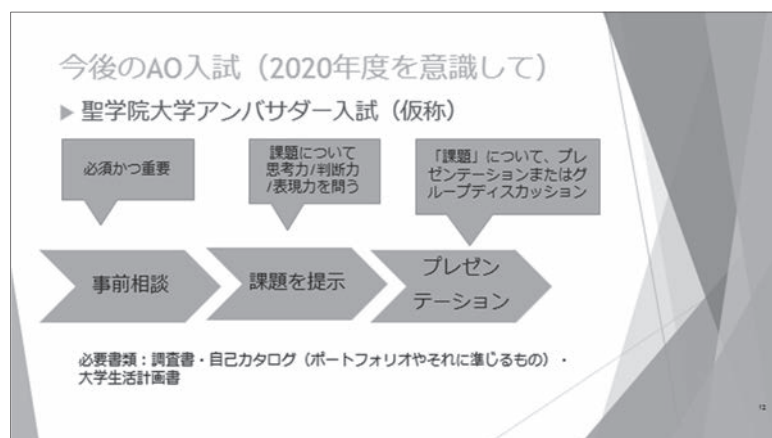 今後のAO入試（2020年度を意識して）
▶ 聖学院大学アンバサダー入試（仮称）
必須かつ重要
課題について
思考力/判断力
/表現力を問う
「課題」について、プレ
ゼンテーションまたはグ
ループディスカッション
事前相談
課題を提示
プレゼン
テーション
必要書類：調査書・自己カタログ（ポートフォリオやそれに準じるもの）・
大学生活計画書
12